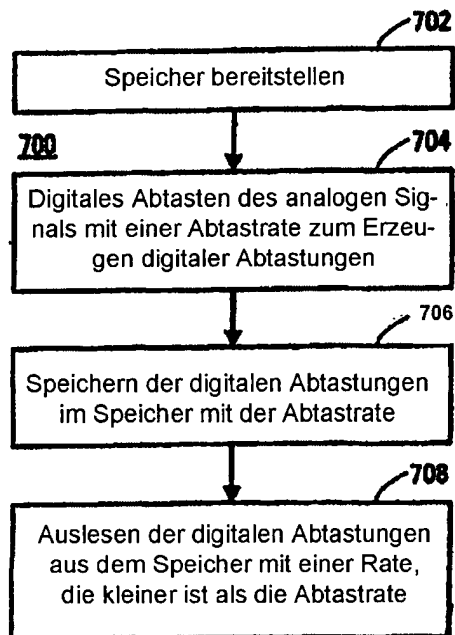 702
Speicher bereitstellen
700
704
Digitales Abtasten des analogen Sig-
nals mit einer Abtastrate zum Erzeu-
gen digitaler Abtastungen
706
Speichern der digitalen Abtastungen
im Speicher mit der Abtastrate
708
Auslesen der digitalen Abtastungen
aus dem Speicher mit einer Rate,
die kleiner ist als die Abtastrate